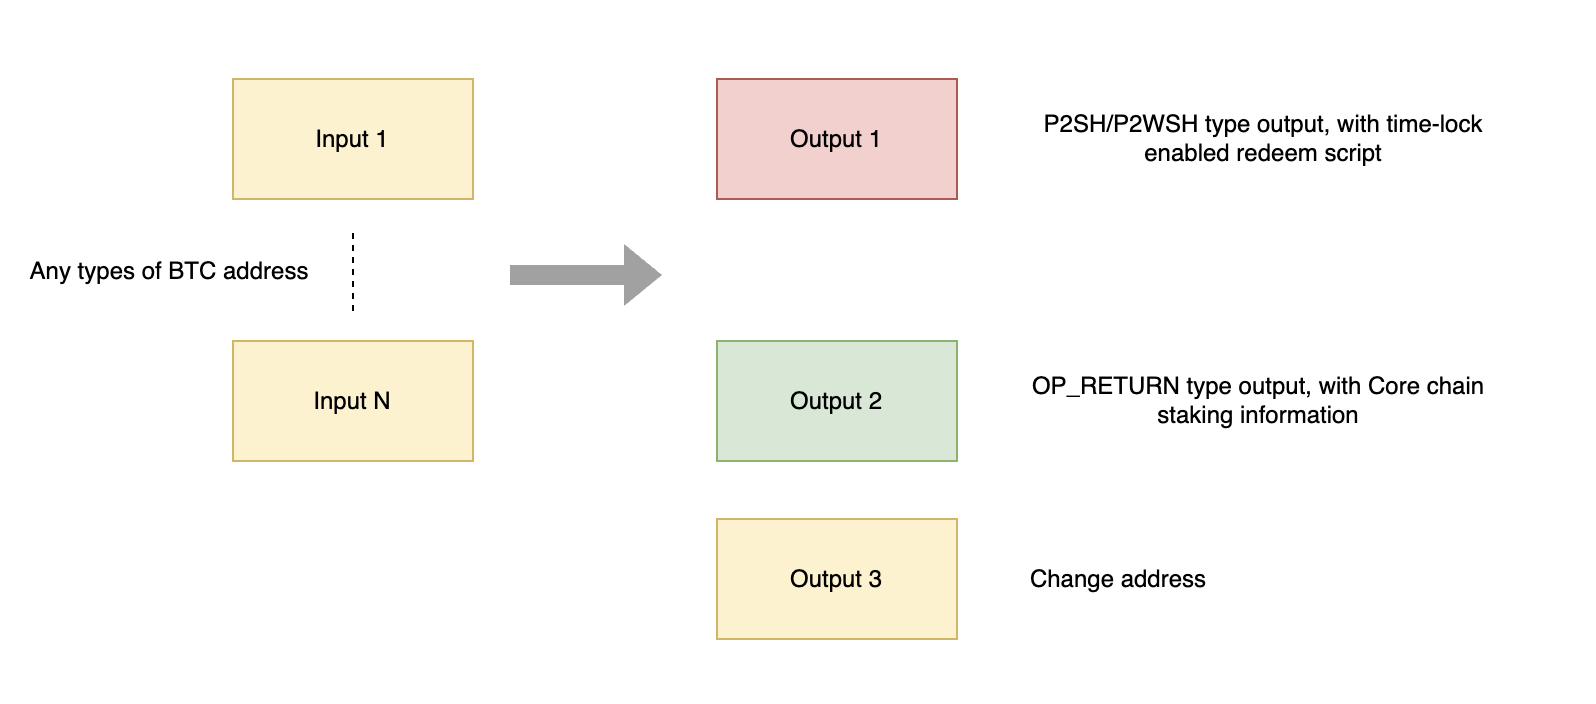 Input 1
Output 1
P2SH/P2WSH type output, with time-lock
enabled redeem script
Any types of BTC address
Input N
Output 2
OP_RETURN type output, with Core chain
staking information
Output 3
Change address